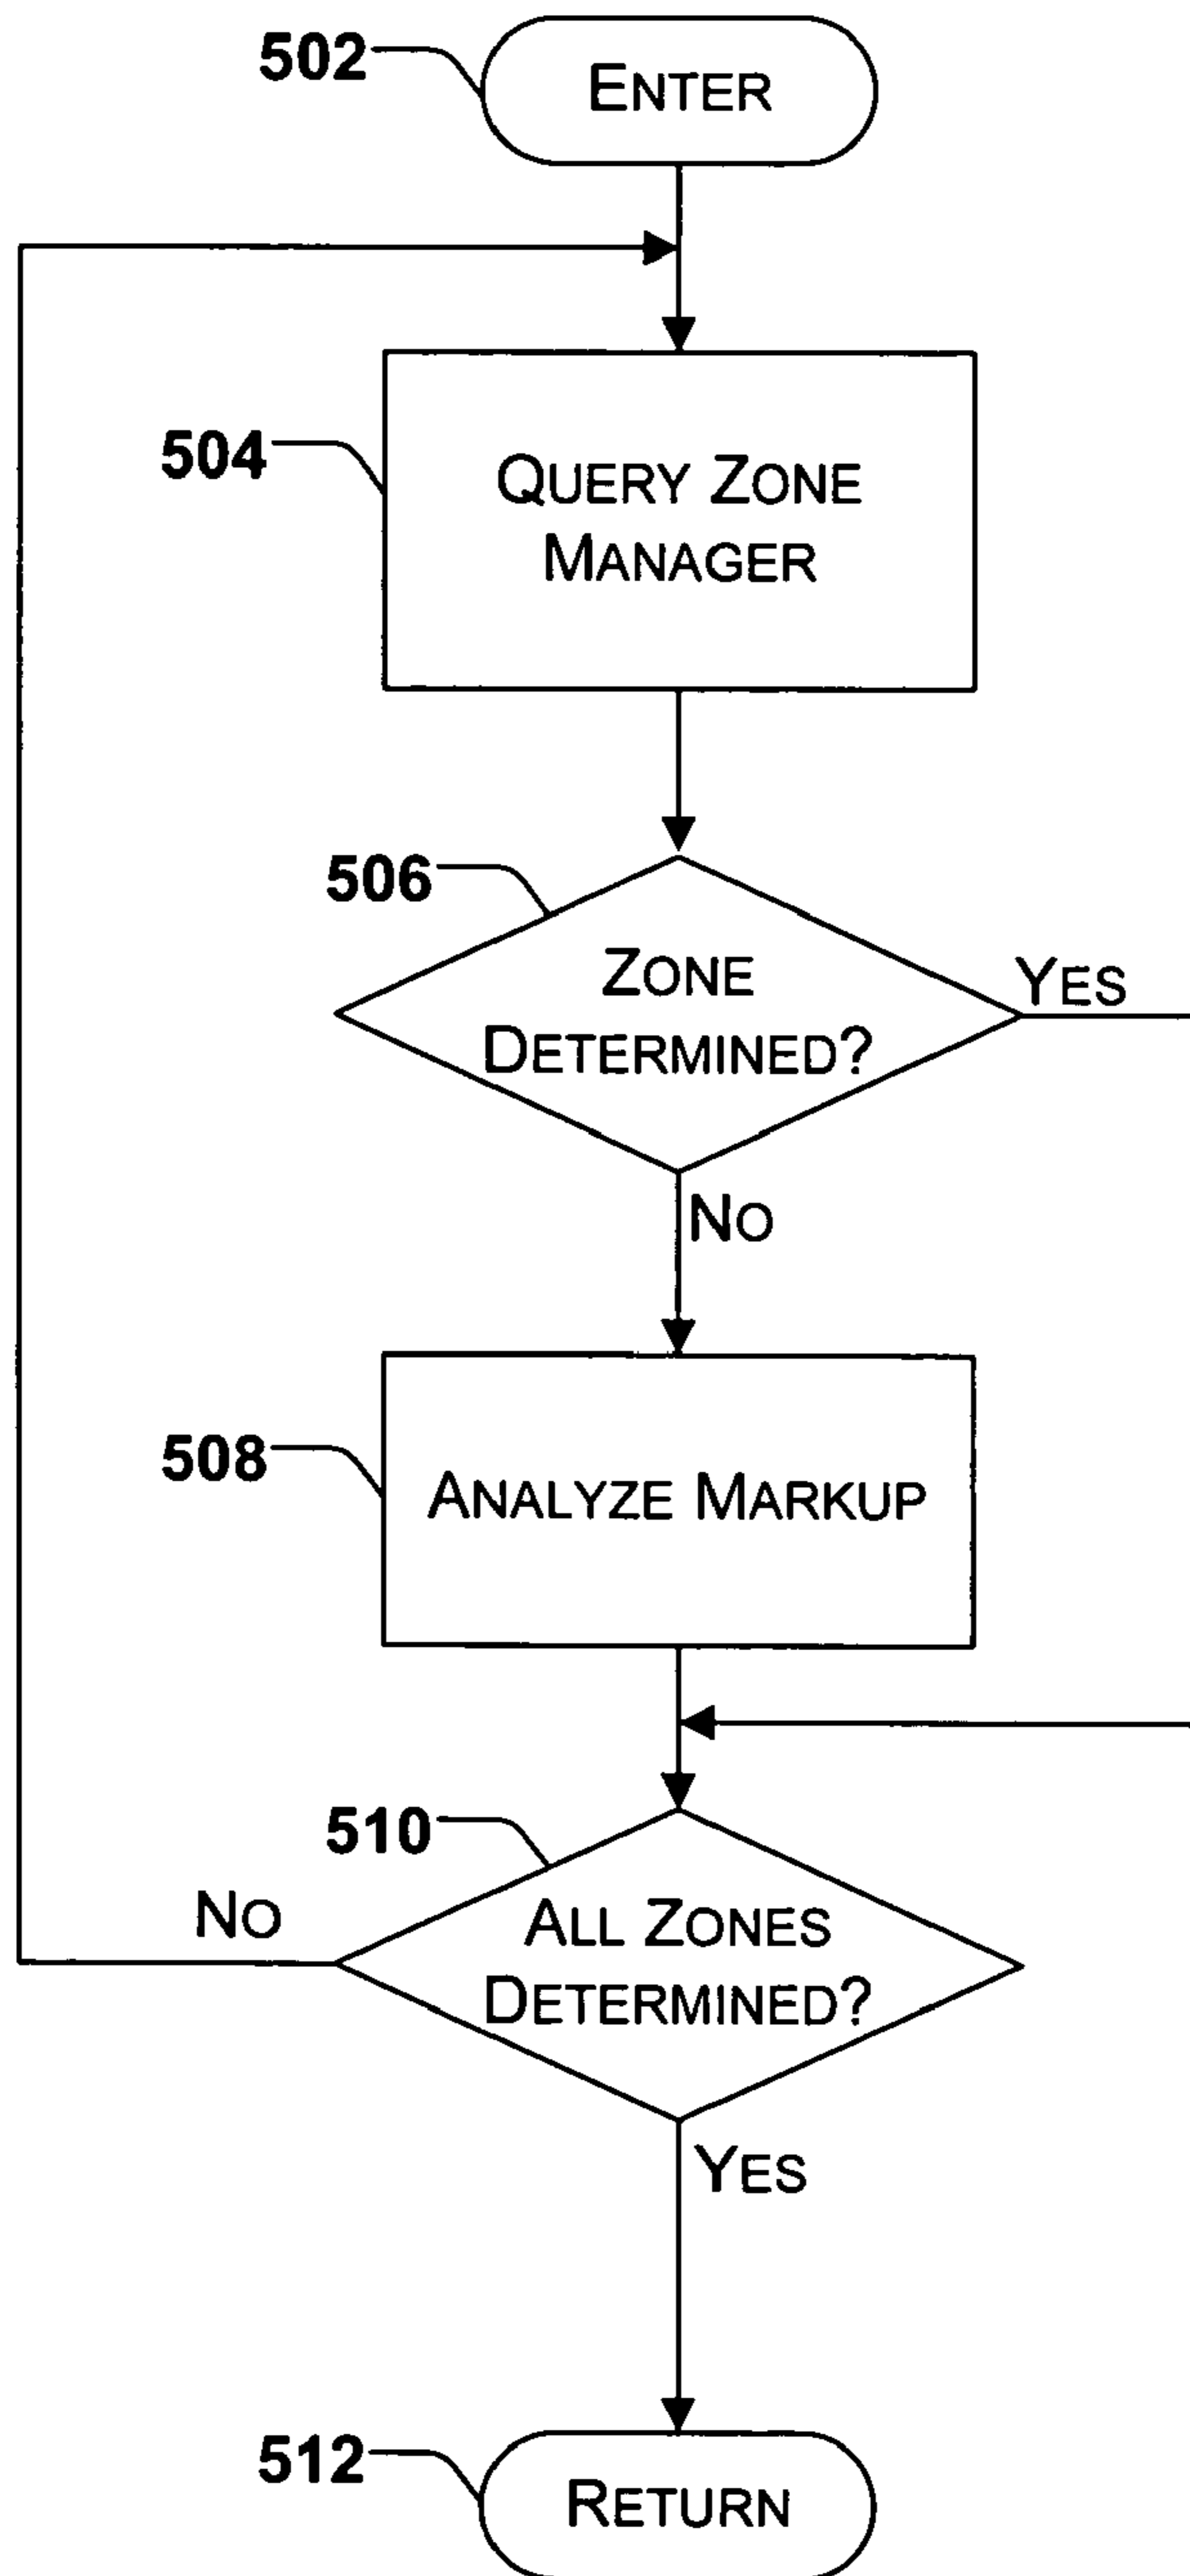 502
ENTER
504
QUERY ZONE
MANAGER
506
ZONE
DETERMINED?
YES
NO
508
ANALYZE MARKUP
510
NO
ALL ZONES
DETERMINED?
YES
512
RETURN